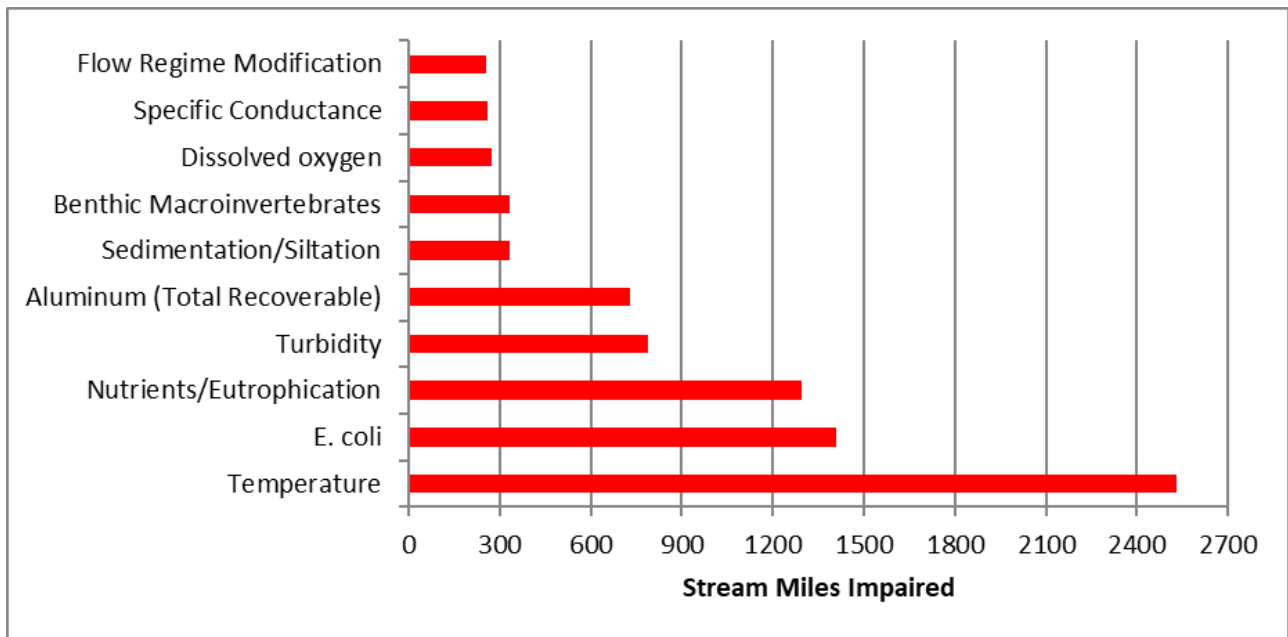 Flow Regime Modification
Specific Conductance
Dissolved oxygen
Benthic Macroinvertebrates
Sedimentation/Siltation
Aluminum (Total Recoverable)
Turbidity
Nutrients/Eutrophication
E. coli
Temperature
0 300 600 900 1200 1500 1800 2100 2400 2700
Stream Miles Impaired